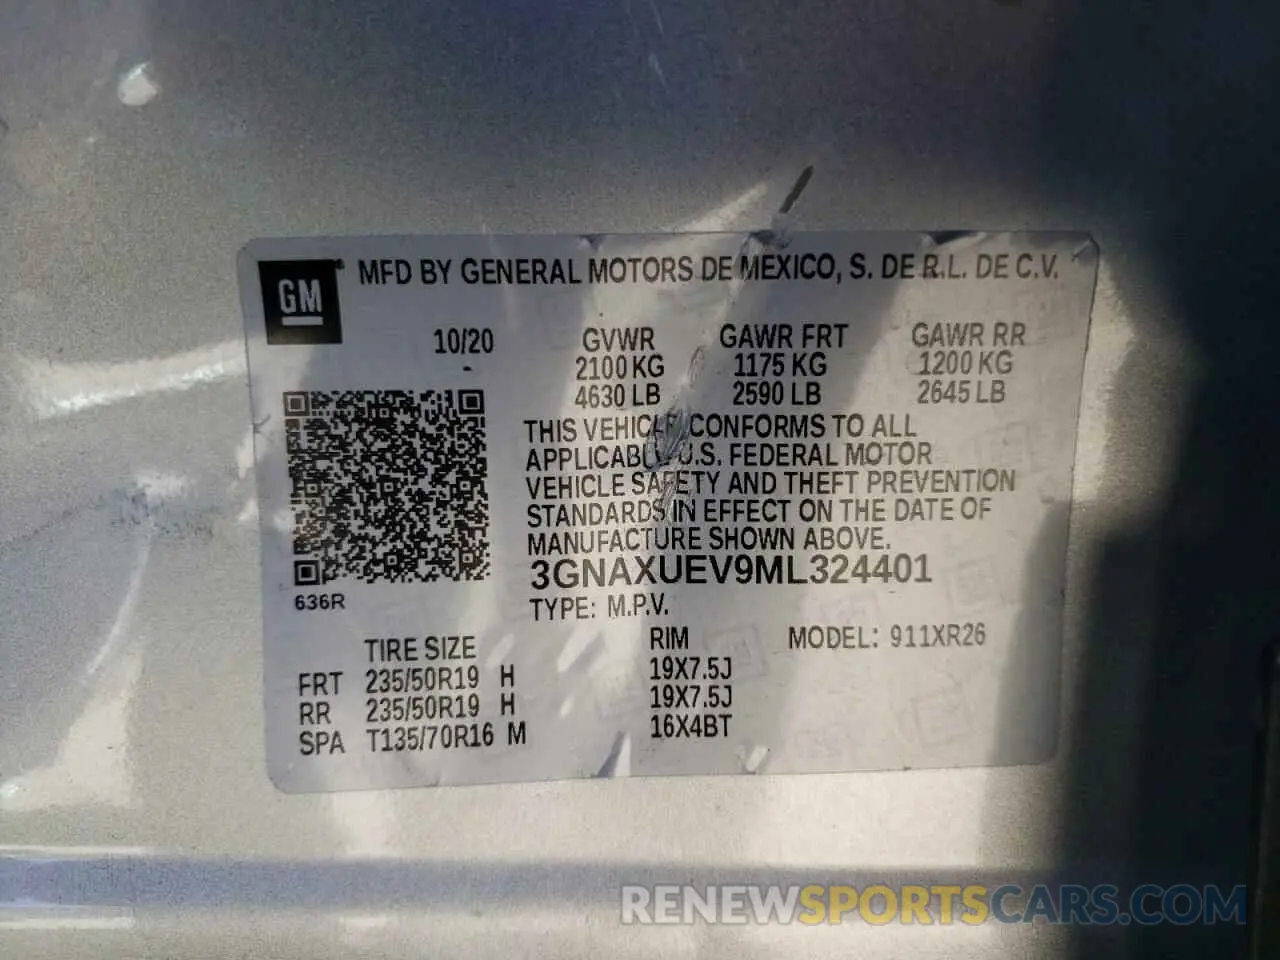 GM
MFD BY GENERAL MOTORS DE MEXICO, S. DE R.L. DE C.V.
10/20 GVWR GAWR FRT GAWR RR
2100 KG 1175 KG 1200 KG
4630 LB 2590 LB 2645 LB
THIS VEHICLE CONFORMS TO ALL
APPLICABLE U.S. FEDERAL MOTOR
VEHICLE SAFETY AND THEFT PREVENTION
STANDARDS IN EFFECT ON THE DATE OF
MANUFACTURE SHOWN ABOVE.
3GNAXUEV9ML324401
636R
TYPE: M.P.V.
TIRE SIZE RIM MODEL: 911XR26
FRT 235/50R19 H 19X7.5J
RR 235/50R19 H 19X7.5J
SPA T135/70R16 M 16X4BT
RENEWSPORTSCARS.COM